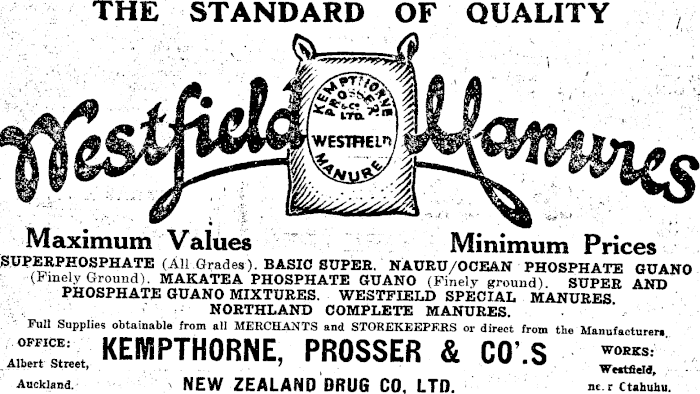 THE STANDARD OF QUALITY
Westfield Manures
KEMPTHORNE
PROSSER
& Co
LTD.
WESTFIELD
MANURE
Maximum Values
Minimum Prices
SUPERPHOSPHATE (All Grades). BASIC SUPER. NAURU/OCEAN PHOSPHATE GUANO
(Finely Ground). MAKATEA PHOSPHATE GUANO (Finely ground). SUPER AND
PHOSPHATE GUANO MIXTURES. WESTFIELD SPECIAL MANURES.
NORTHLAND COMPLETE MANURES.
Full Supplies obtainable from all MERCHANTS and STOREKEEPERS or direct from the Manufacturers.
OFFICE:
Albert Street,
Auckland.
KEMPTHORNE, PROSSER & CO'.S
NEW ZEALAND DRUG CO, LTD.
WORKS:
Westfield,
near Otahuhu.